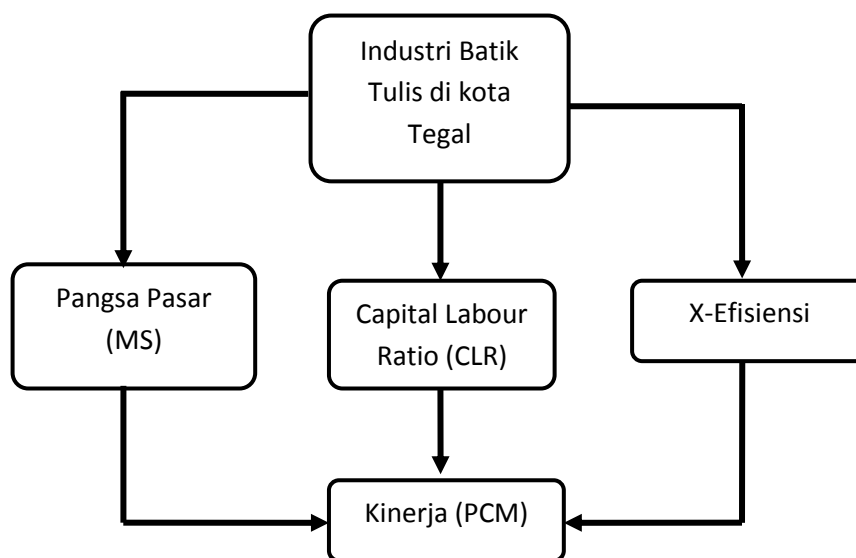 Industri Batik
Tulis di kota
Tegal
Pangsa Pasar
(MS)
Capital Labour
Ratio (CLR)
X-Efisiensi
Kinerja (PCM)